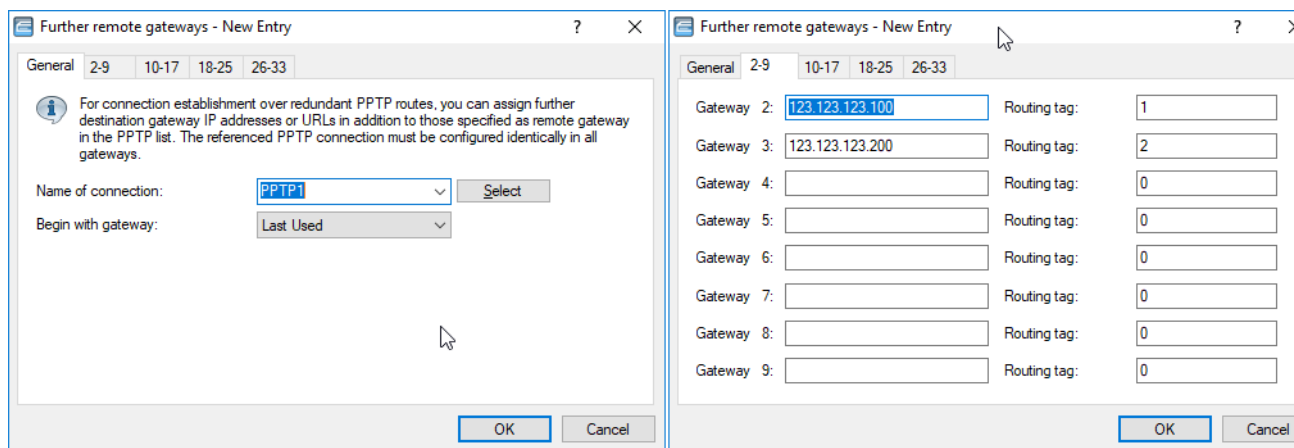 Further remote gateways - New Entry
?
General 2-9 10-17 18-25 26-33
For connection establishment over redundant PPTP routes, you can assign further
destination gateway IP addresses or URLs in addition to those specified as remote gateway
in the PPTP list. The referenced PPTP connection must be configured identically in all
gateways.
Name of connection: PPTP1 Select
Begin with gateway: Last Used
OK Cancel
Further remote gateways - New Entry
?
General 2-9 10-17 18-25 26-33
Gateway 2: 123.123.123.100 Routing tag: 1
Gateway 3: 123.123.123.200 Routing tag: 2
Gateway 4: Routing tag: 0
Gateway 5: Routing tag: 0
Gateway 6: Routing tag: 0
Gateway 7: Routing tag: 0
Gateway 8: Routing tag: 0
Gateway 9: Routing tag: 0
OK Cancel